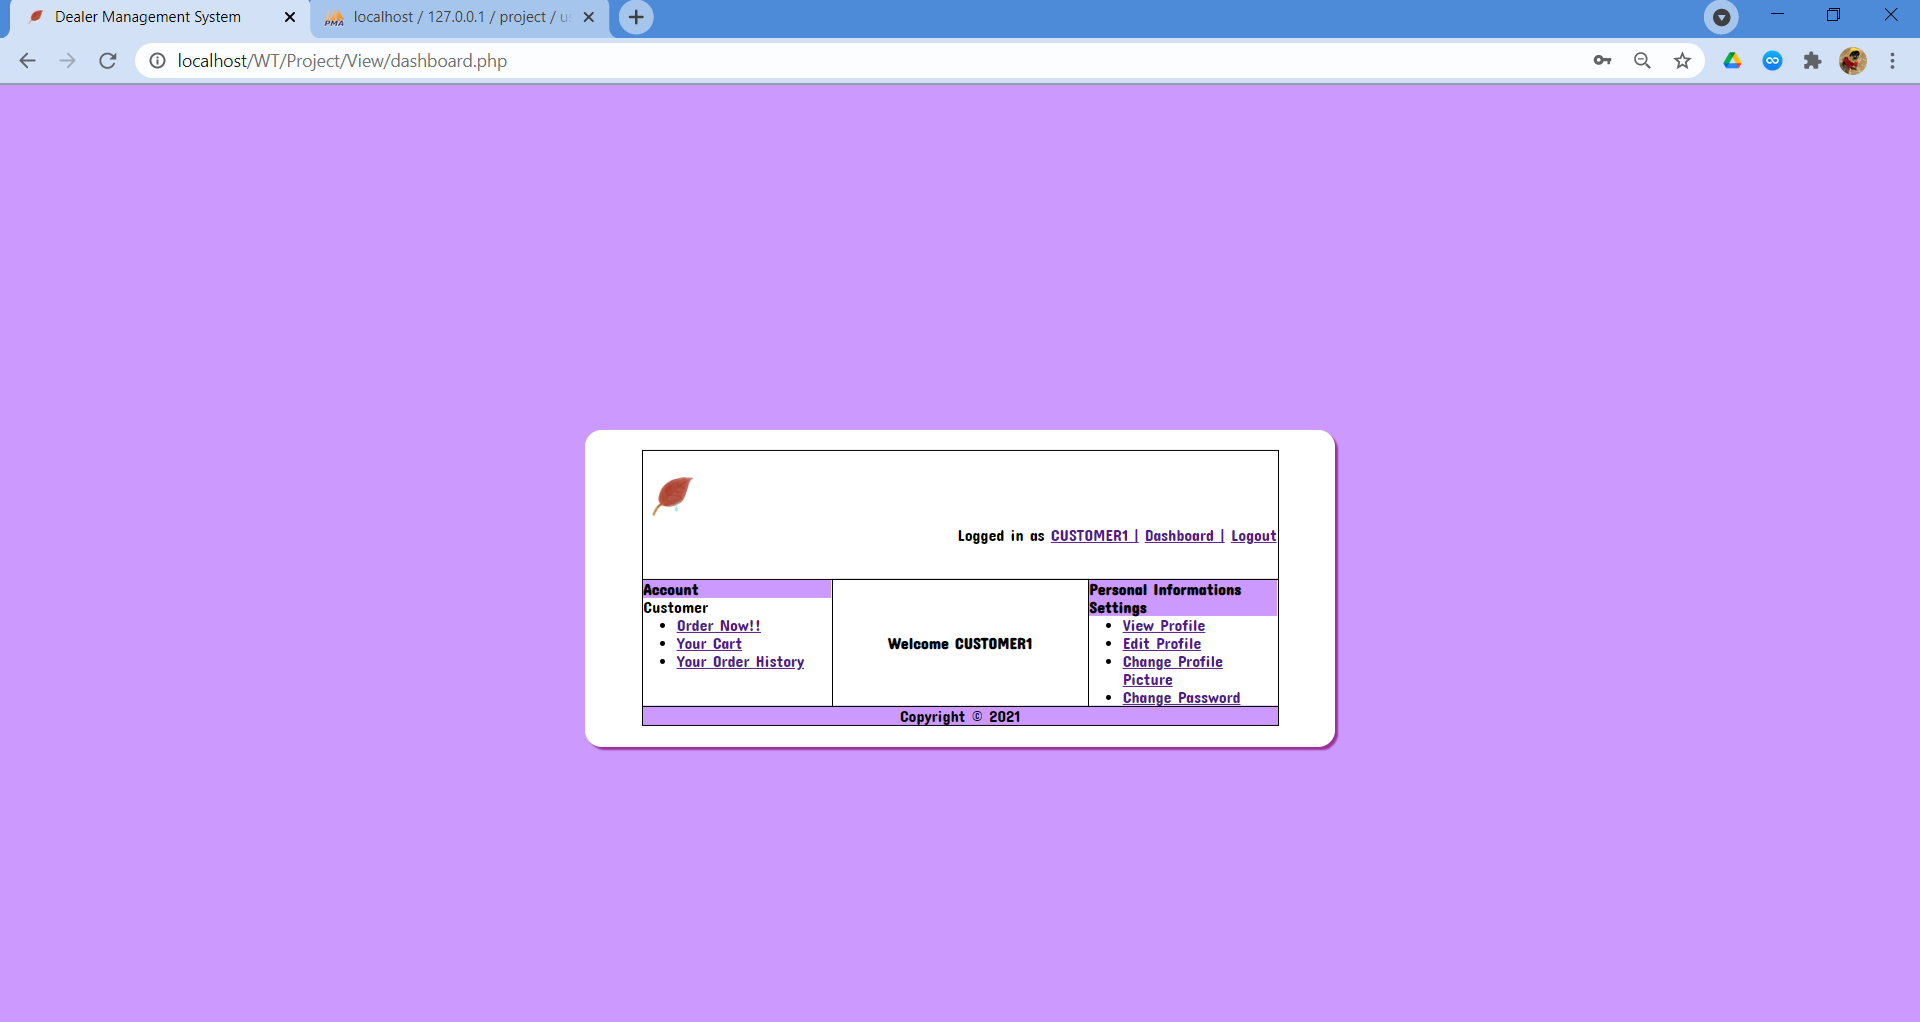 Dealer Management System
localhost / 127.0.0.1 / project / u
localhost/WT/Project/View/dashboard.php
Logged in as CUSTOMER1 | Dashboard | Logout
Account
Customer
• Order Now!!
• Your Cart
• Your Order History
Welcome CUSTOMER1
Personal Informations
Settings
• View Profile
• Edit Profile
• Change Profile
Picture
• Change Password
Copyright © 2021